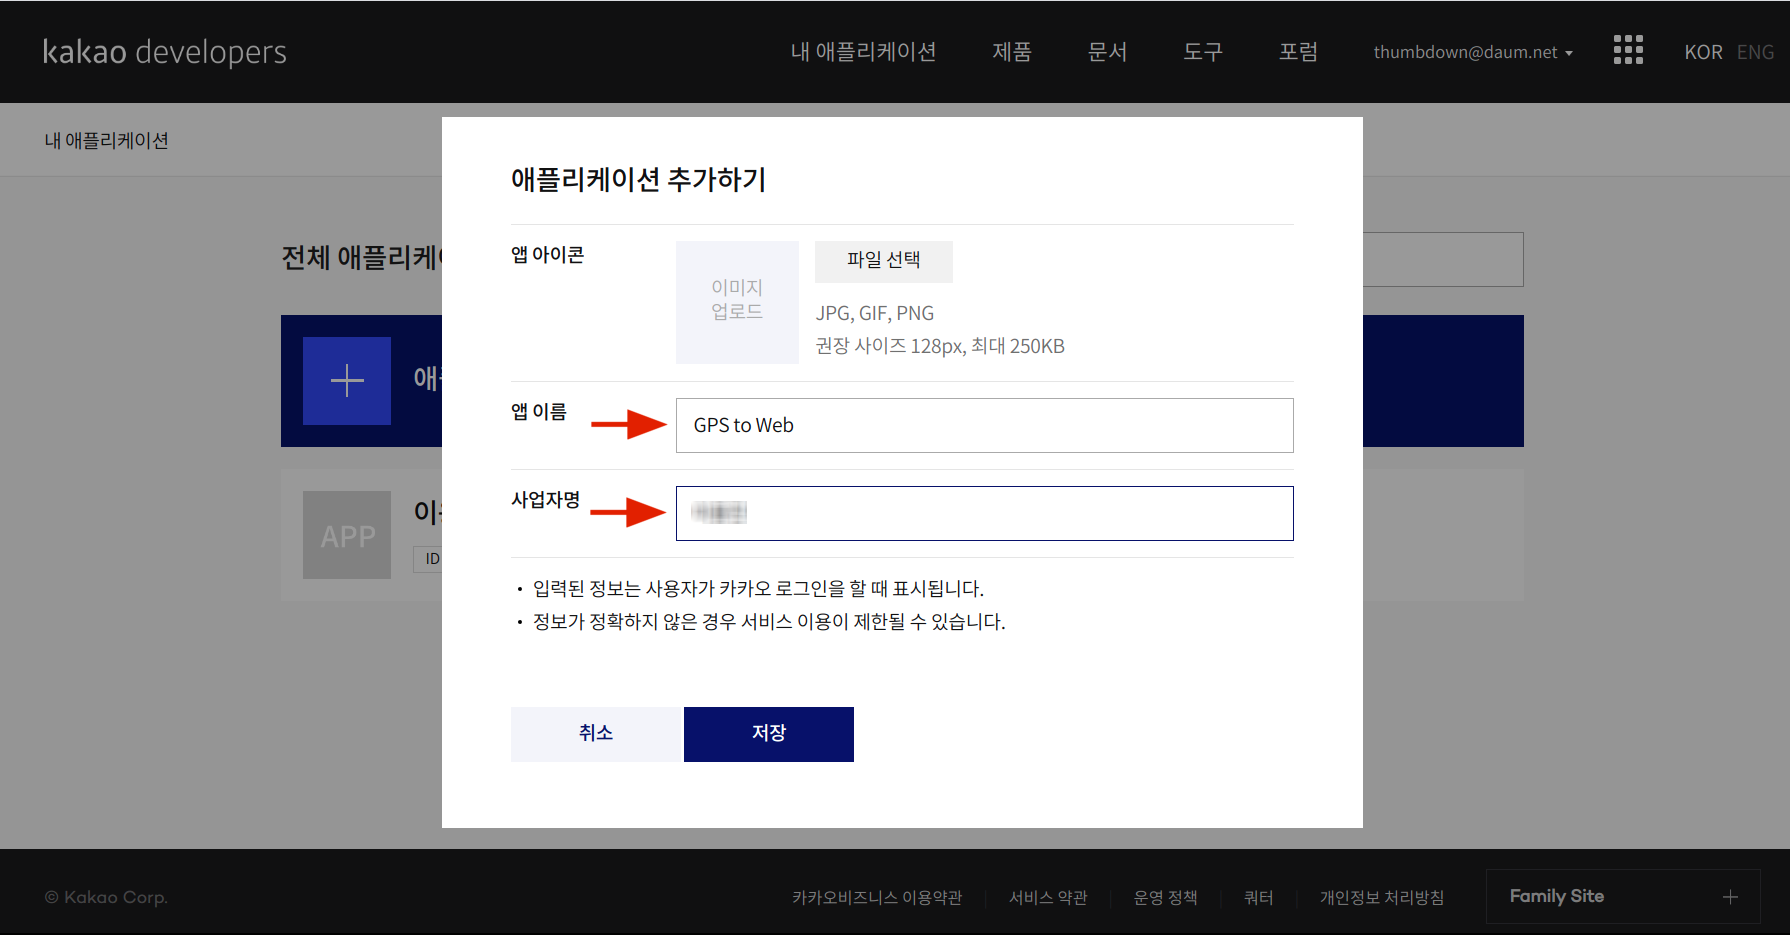 kakao developers
내 애플리케이션 제품 문서 도구 포럼 thumbdown@daum.net KOR ENG
내 애플리케이션
애플리케이션 추가하기
전체 애플리케이
앱 아이콘
이미지
업로드
파일 선택
JPG, GIF, PNG
권장 사이즈 128px, 최대 250KB
앱 이름
GPS to Web
사업자명
APP
ID
• 입력된 정보는 사용자가 카카오 로그인을 할 때 표시됩니다.
• 정보가 정확하지 않은 경우 서비스 이용이 제한될 수 있습니다.
취소 저장
© Kakao Corp.
카카오비즈니스 이용약관 서비스 약관 운영 정책 쿼터 개인정보 처리방침
Family Site